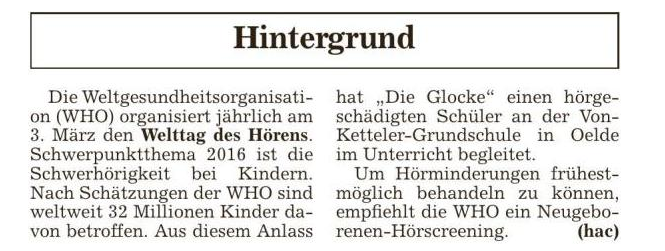 Hintergrund
Die Weltgesundheitsorganisati-
on (WHO) organisiert jährlich am
3. März den Welttag des Hörens.
Schwerpunktthema 2016 ist die
Schwerhörigkeit bei Kindern.
Nach Schätzungen der WHO sind
weltweit 32 Millionen Kinder da-
von betroffen. Aus diesem Anlass
hat „Die Glocke“ einen hörge-
schädigten Schüler an der Von-
Ketteler-Grundschule in Oelde
im Unterricht begleitet.
Um Hörminderungen frühest-
möglich behandeln zu können,
empfiehlt die WHO ein Neugebo-
renen-Hörscreening. (hac)